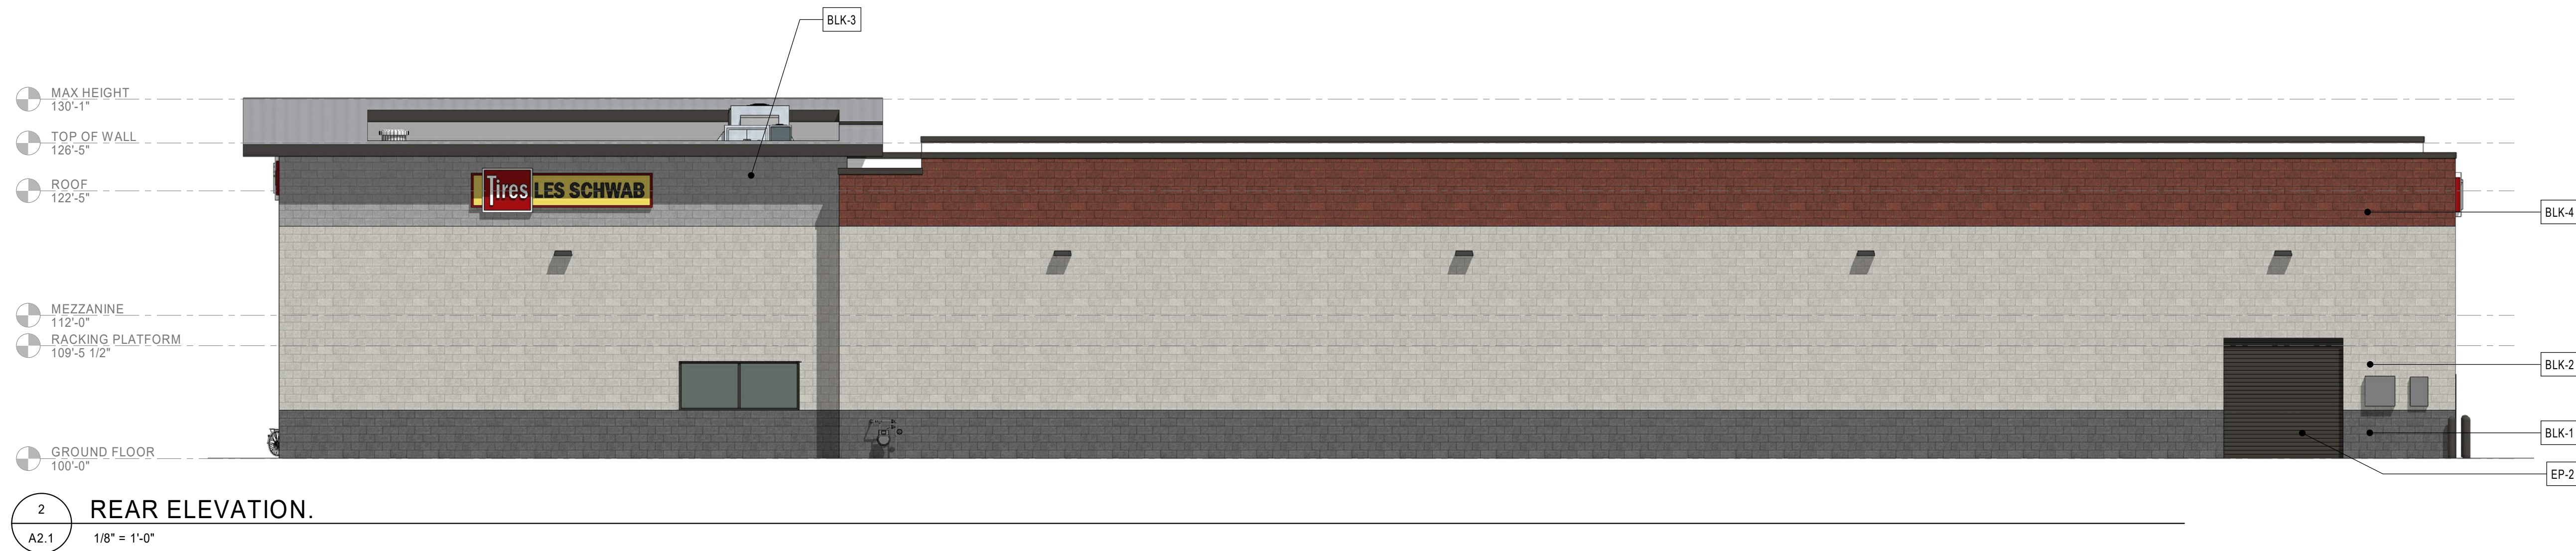 BLK-3
MAX HEIGHT
130'-1"
TOP OF WALL
126'-5"
ROOF
122'-5"
Tires LES SCHWAB
BLK-4
MEZZANINE
112'-0"
RACKING PLATFORM
109'-5 1/2"
BLK-2
BLK-1
GROUND FLOOR
100'-0"
EP-2
2
REAR ELEVATION.
A2.1
1/8" = 1'-0"